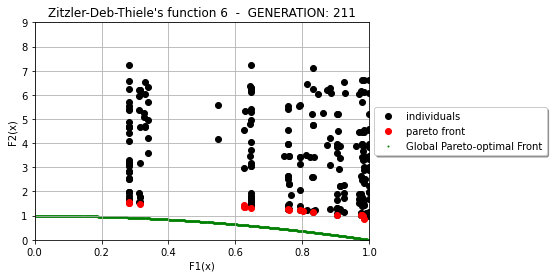 Zitzler-Deb-Thiele's function 6 - GENERATION: 211
9
8
7
6
5
4
3
2
1
0
F2(x)
0.0 0.2 0.4 0.6 0.8 1.0
F1(x)
individuals
pareto front
Global Pareto-optimal Front